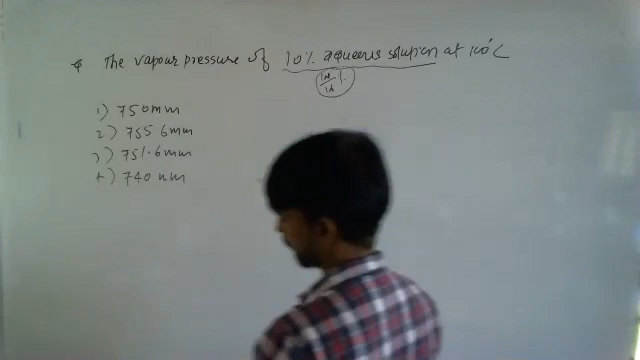 The vapour pressure of 10% aqueous solution at 100°C
W/W %
1) 750mm
2) 755 6mm
3) 751.6mm
4) 740 mm